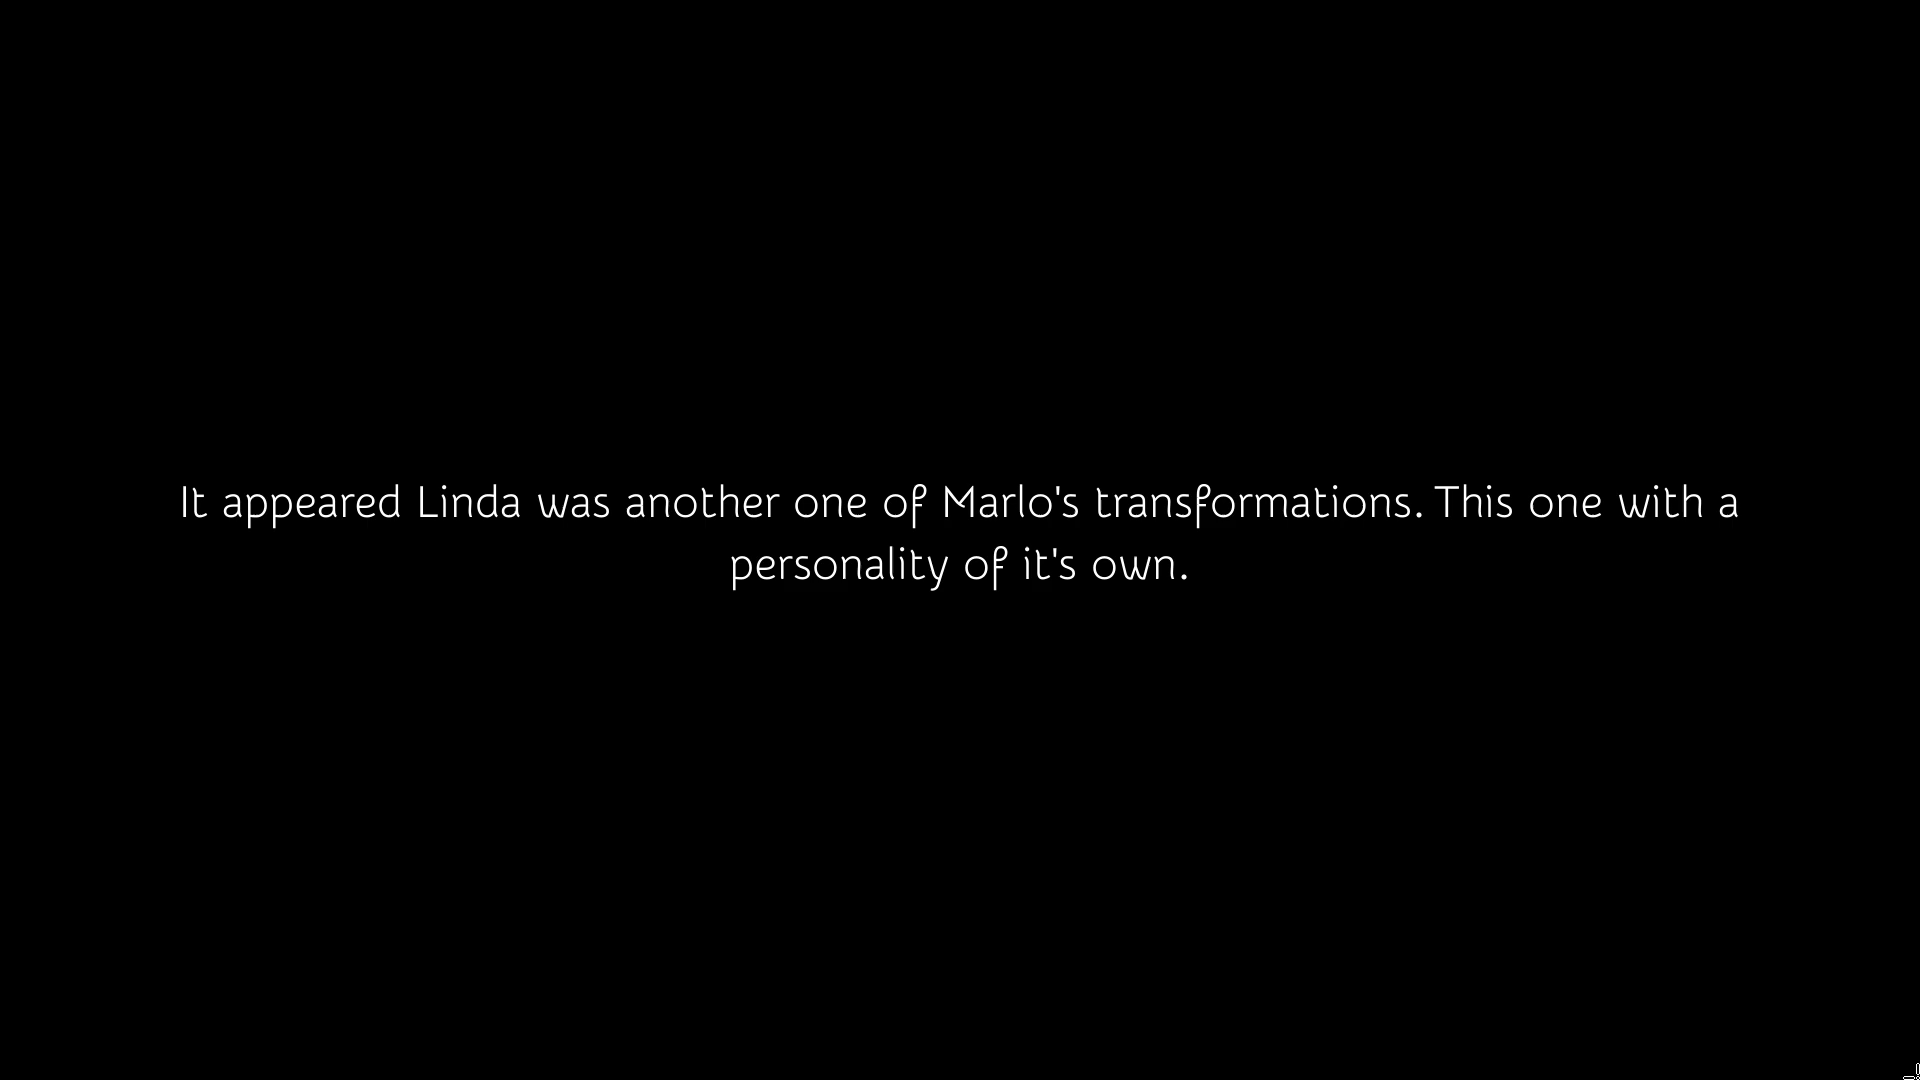 It appeared Linda was another one of Marlo's transformations. This one with a
personality of it's own.